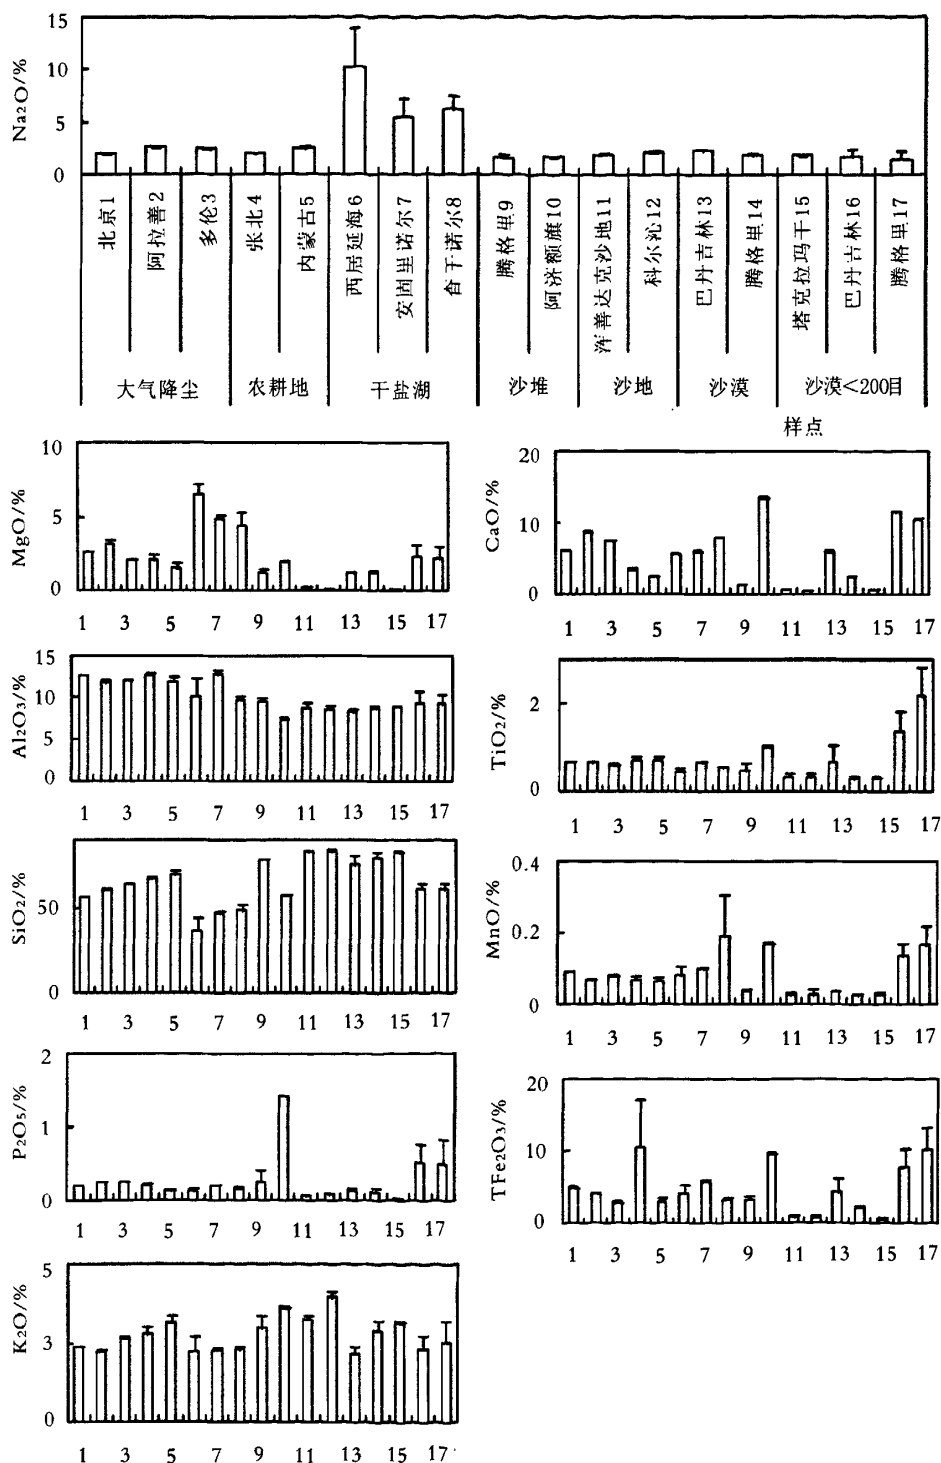 15
10
5
0
Na2O/%
北京1
阿拉善2
多伦3
张北4
内蒙古5
西居延海6
安固里诺尔7
查干诺尔8
腾格里9
阿济额旗10
浑善达克沙地11
科尔沁12
巴丹吉林13
腾格里14
塔克拉玛干15
巴丹吉林16
腾格里17
大气降尘 农耕地 干盐湖 沙堆 沙地 沙漠 沙漠<200目
样点
10
5
0
MgO/%
1 3 5 7 9 11 13 15 17
20
10
0
CaO/%
1 3 5 7 9 11 13 15 17
15
10
5
0
Al2O3/%
1 3 5 7 9 11 13 15 17
2
0
TiO2/%
1 3 5 7 9 11 13 15 17
50
0
SiO2/%
1 3 5 7 9 11 13 15 17
0.4
0.2
0
MnO/%
1 3 5 7 9 11 13 15 17
2
1
0
P2O5/%
1 3 5 7 9 11 13 15 17
20
10
0
TFe2O3/%
1 3 5 7 9 11 13 15 17
5
3
0
K2O/%
1 3 5 7 9 11 13 15 17